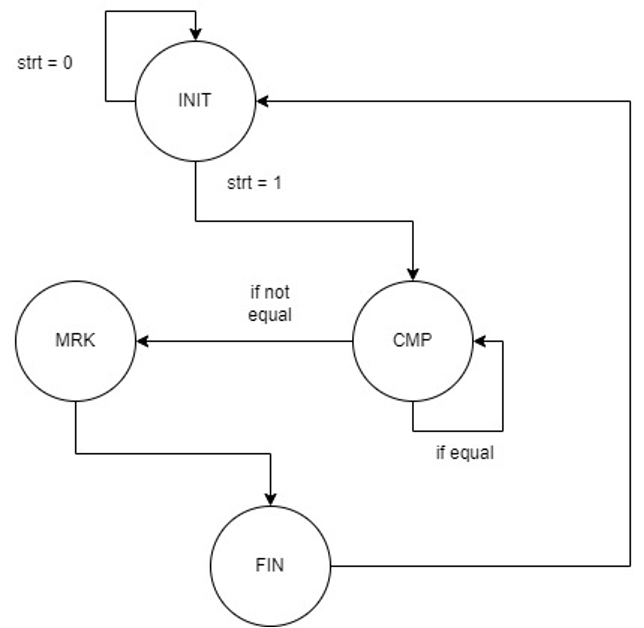 strt = 0
INIT
strt = 1
if not
equal
MRK
CMP
if equal
FIN